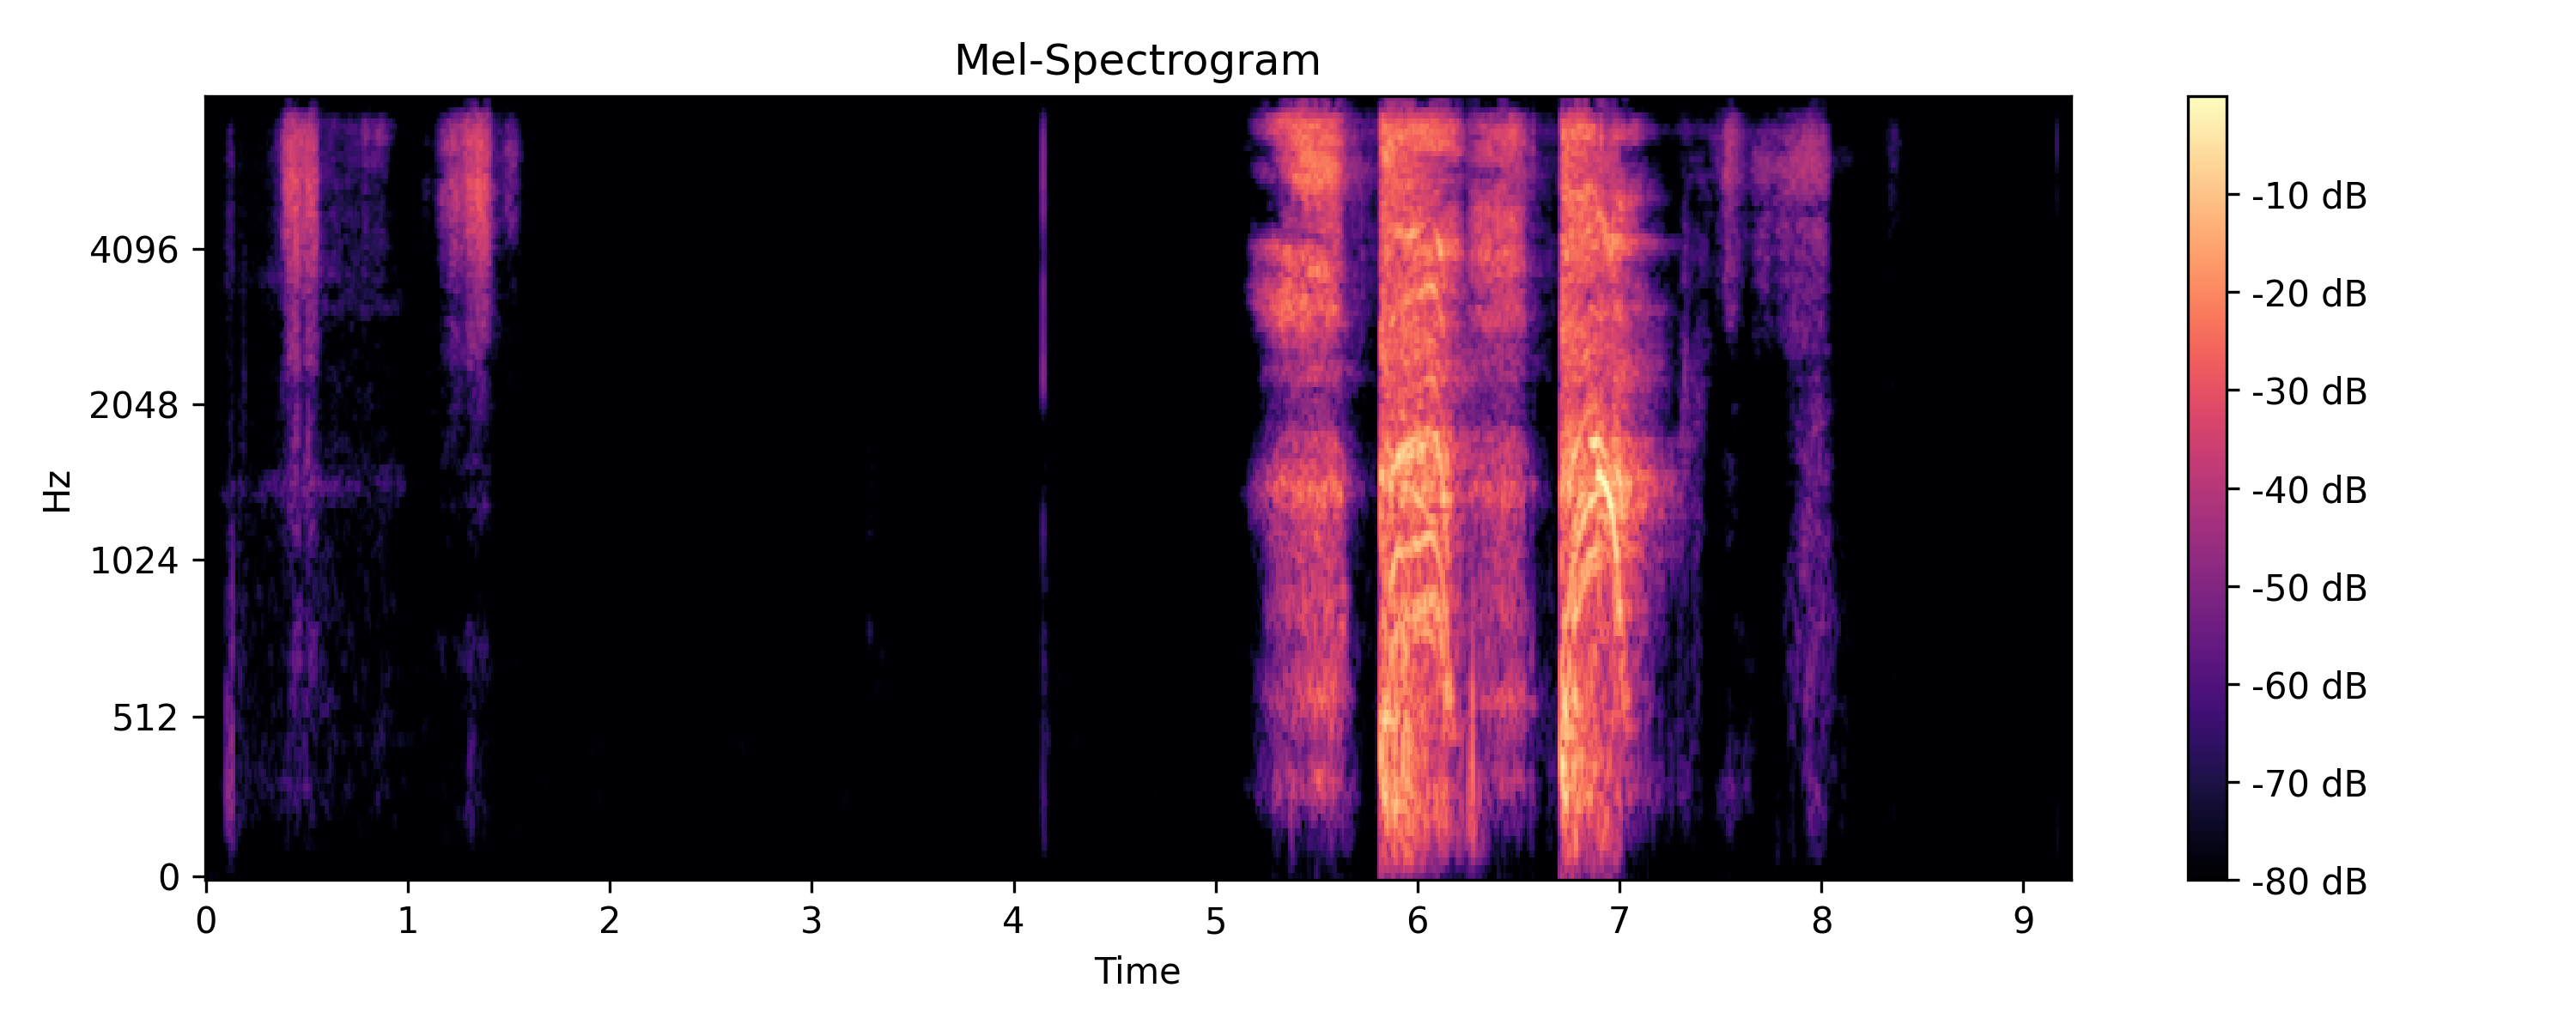 Mel-Spectrogram
Hz
4096
2048
1024
512
0
0 1 2 3 4 5 6 7 8 9
Time
-10 dB
-20 dB
-30 dB
-40 dB
-50 dB
-60 dB
-70 dB
-80 dB